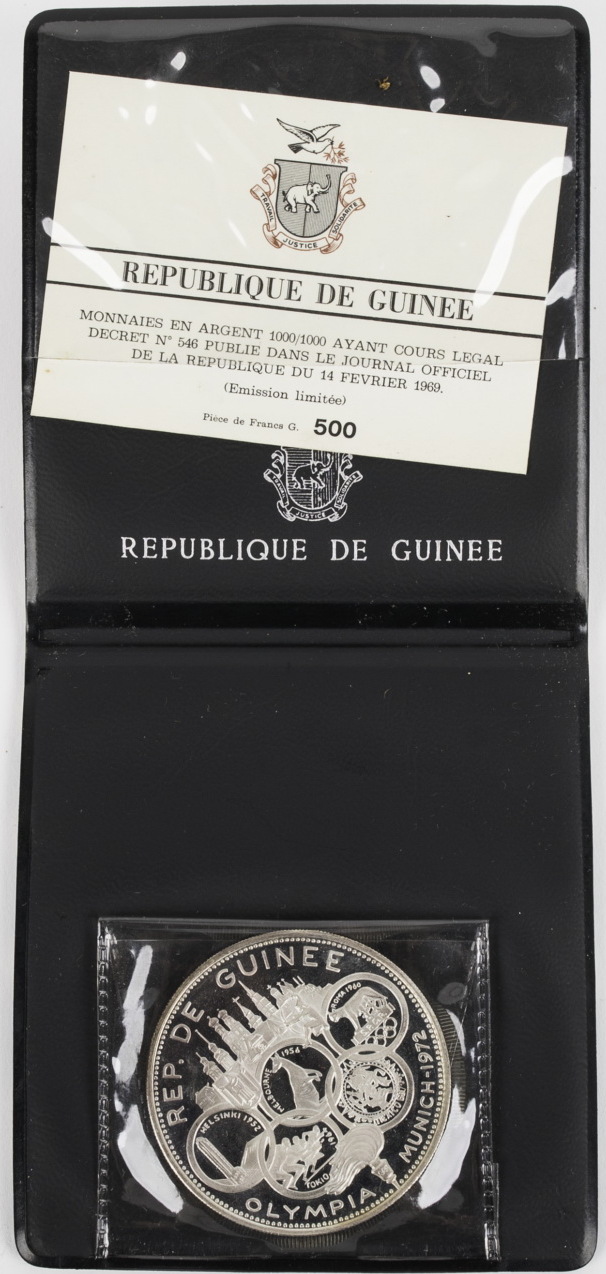 TRAVAIL
JUSTICE
SOLIDARITE
REPUBLIQUE DE GUINEE
MONNAIES EN ARGENT 1000/1000 AYANT COURS LEGAL
DECRET N° 546 PUBLIE DANS LE JOURNAL OFFICIEL
DE LA REPUBLIQUE DU 14 FEVRIER 1969.
(Emission limitée)
Pièce de Francs G. 500
TRAVAIL
JUSTICE
SOLIDARITE
REPUBLIQUE DE GUINEE
REP. DE GUINEE
ROMA 1960
MELBOURNE 1956
HELSINKI 1952
TOKIO 1964
OLYMPIA
MUNICH-1972